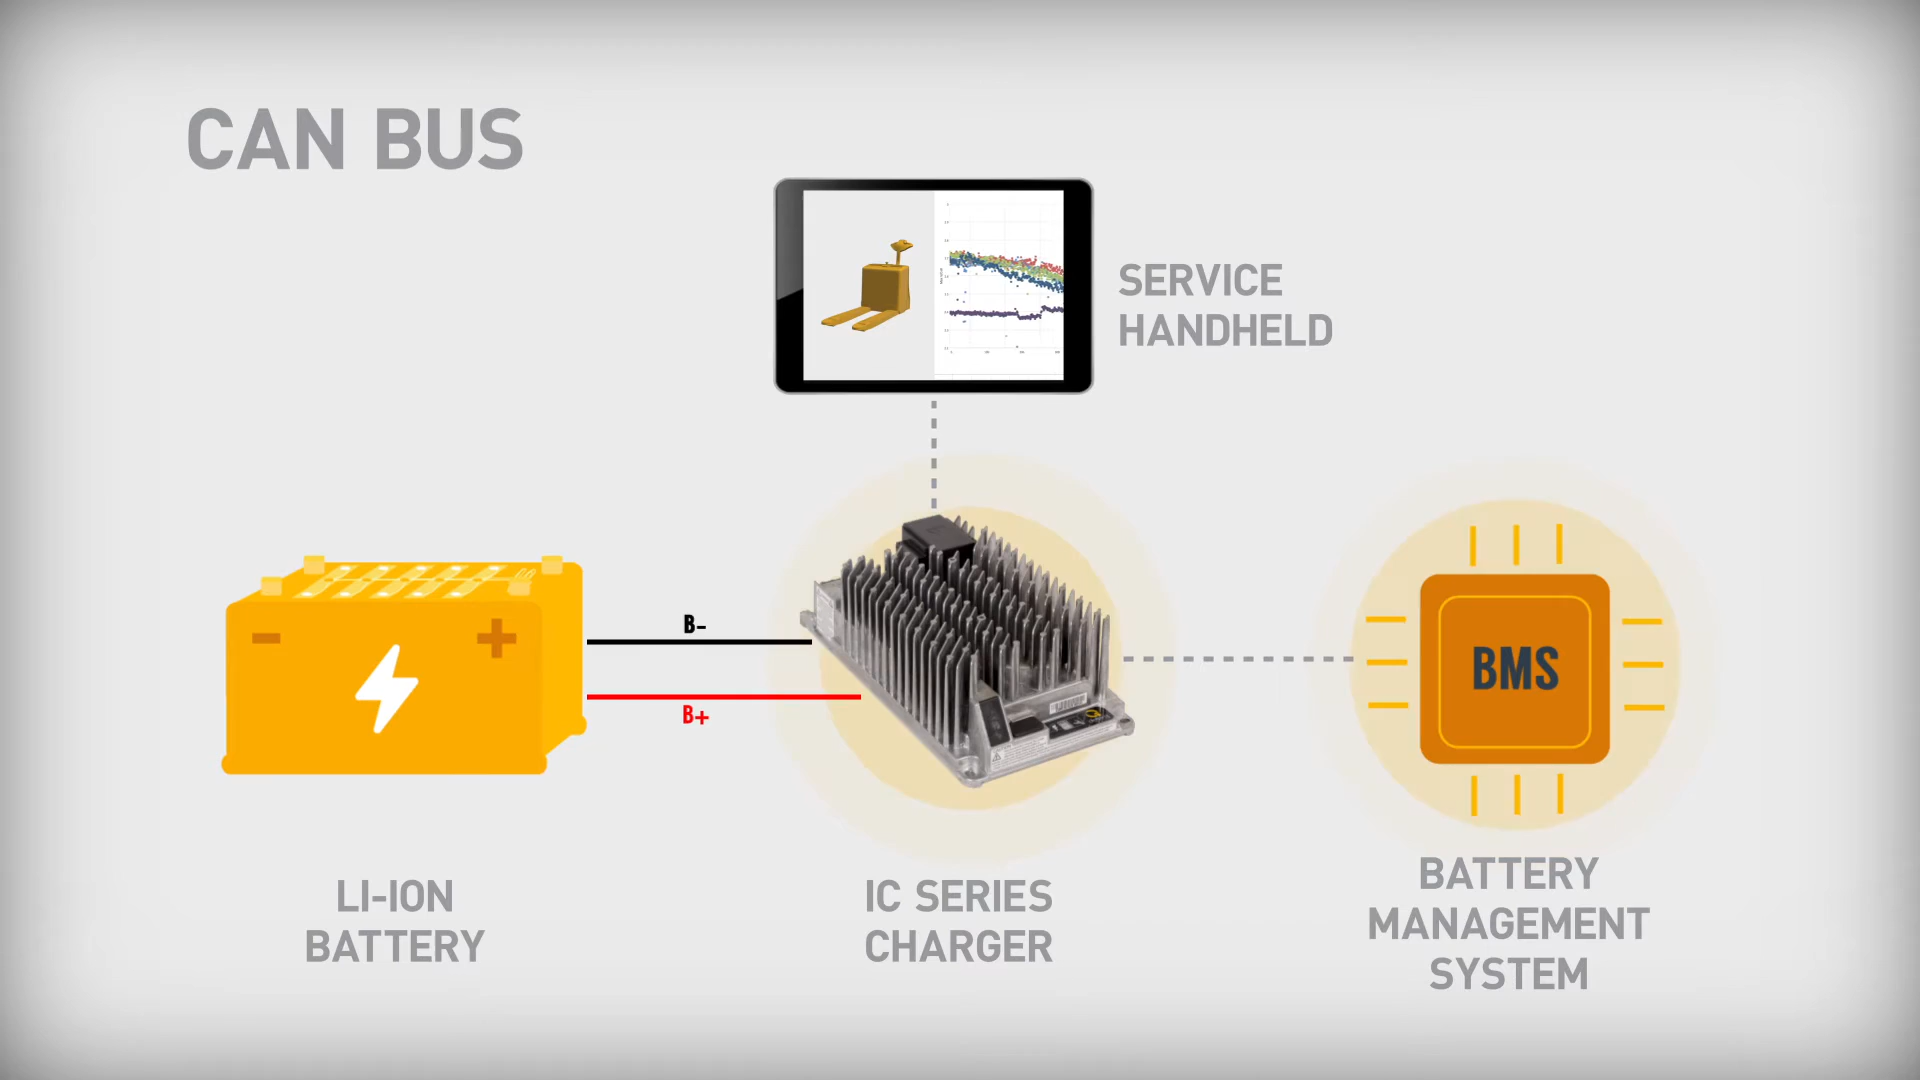 CAN BUS
SERVICE
HANDHELD
B-
B+
BMS
LI-ION
BATTERY
IC SERIES
CHARGER
BATTERY
MANAGEMENT
SYSTEM